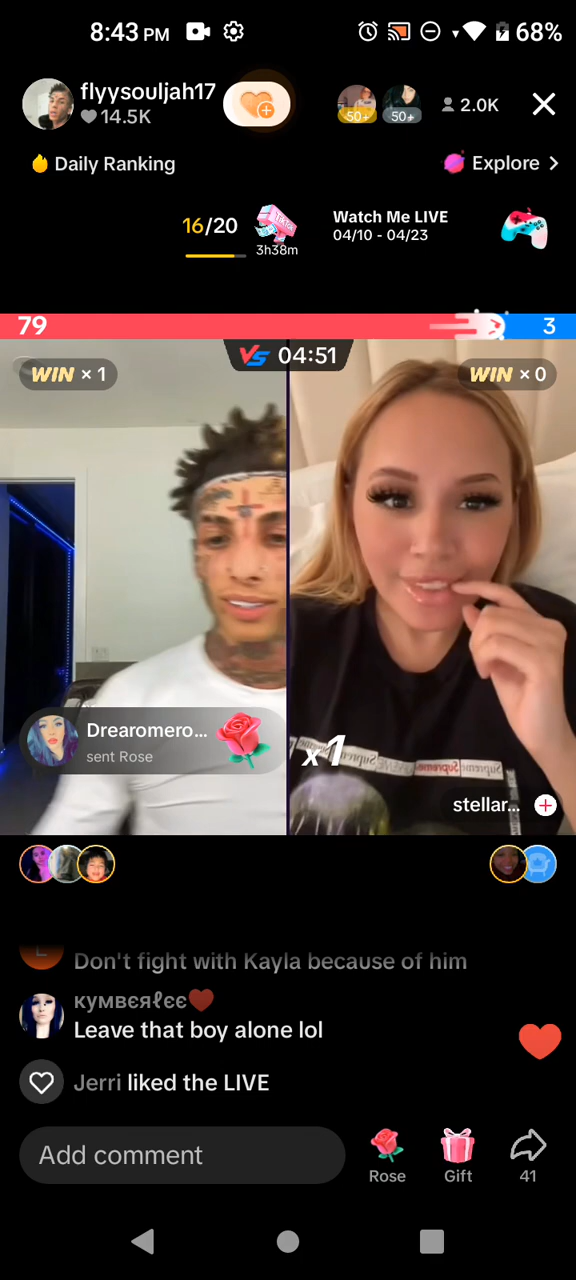 8:43 PM
68%
flyysouljah17
14.5K
50+
50+
2.0K
Daily Ranking
Explore
16/20
TikTok
3h38m
Watch Me LIVE
04/10 - 04/23
79
3
VS 04:51
WIN × 1
WIN × 0
Drearomero...
sent Rose
x1
Supreme
stellar...
Don't fight with Kayla because of him
кумвєяℓєє
Leave that boy alone lol
Jerri liked the LIVE
Add comment
Rose
Gift
41